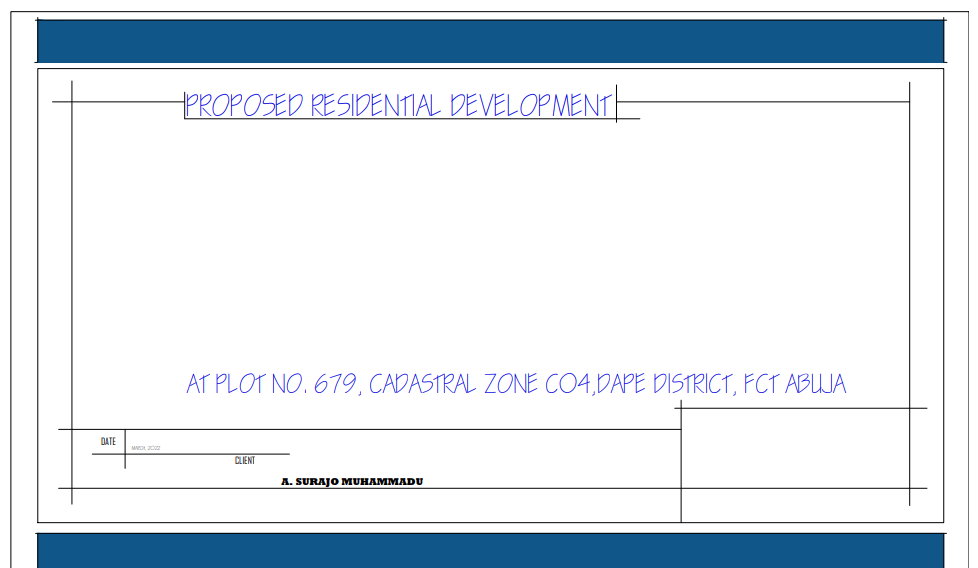 PROPOSED RESIDENTIAL DEVELOPMENT
AT PLOT NO. 679, CADASTRAL ZONE CO4,DAPE DISTRICT, FCT ABUJA
DATE
MARCH, 2022
CLIENT
A. SURAJO MUHAMMADU